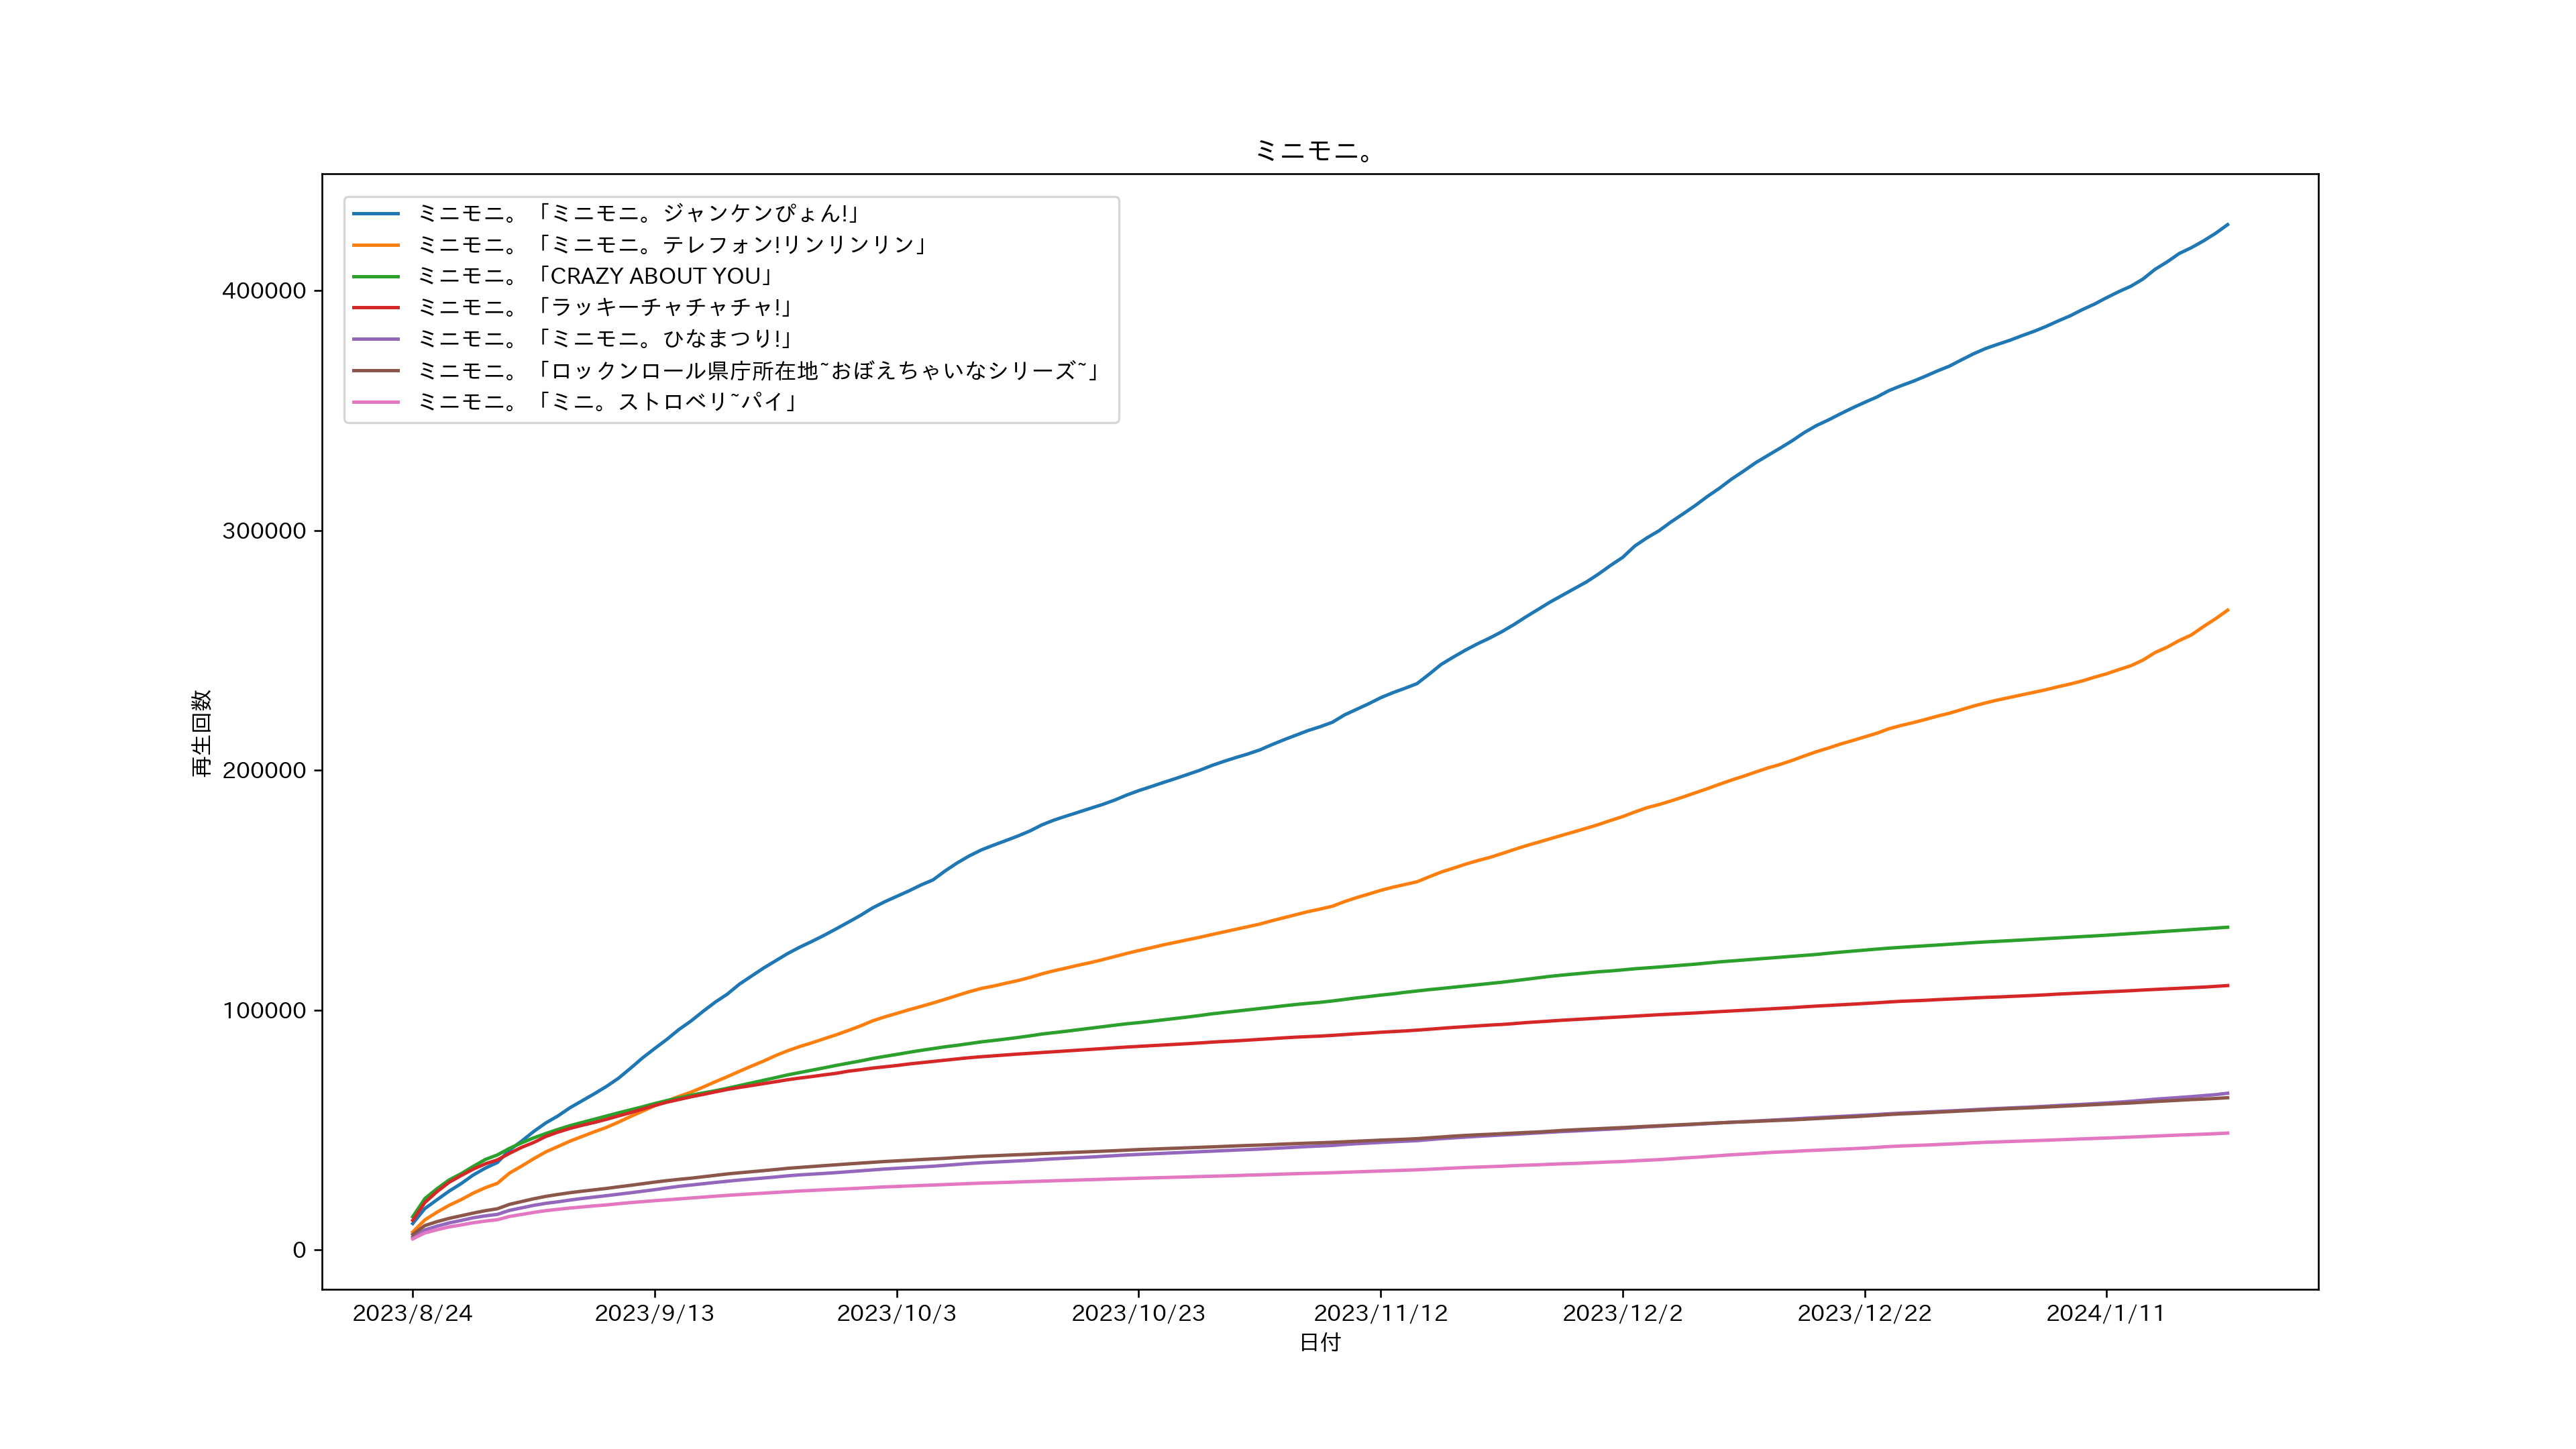 ミニモニ。
ミニモニ。「ミニモニ。ジャンケンぴょん!」
ミニモニ。「ミニモニ。テレフォン!リンリンリン」
ミニモニ。「CRAZY ABOUT YOU」
ミニモニ。「ラッキーチャチャチャ!」
ミニモニ。「ミニモニ。ひなまつり!」
ミニモニ。「ロックンロール県庁所在地~おぼえちゃいなシリーズ~」
ミニモニ。「ミニ。ストロベリ~パイ」
再生回数
400000
300000
200000
100000
0
2023/8/24 2023/9/13 2023/10/3 2023/10/23 2023/11/12 2023/12/2 2023/12/22 2024/1/11
日付